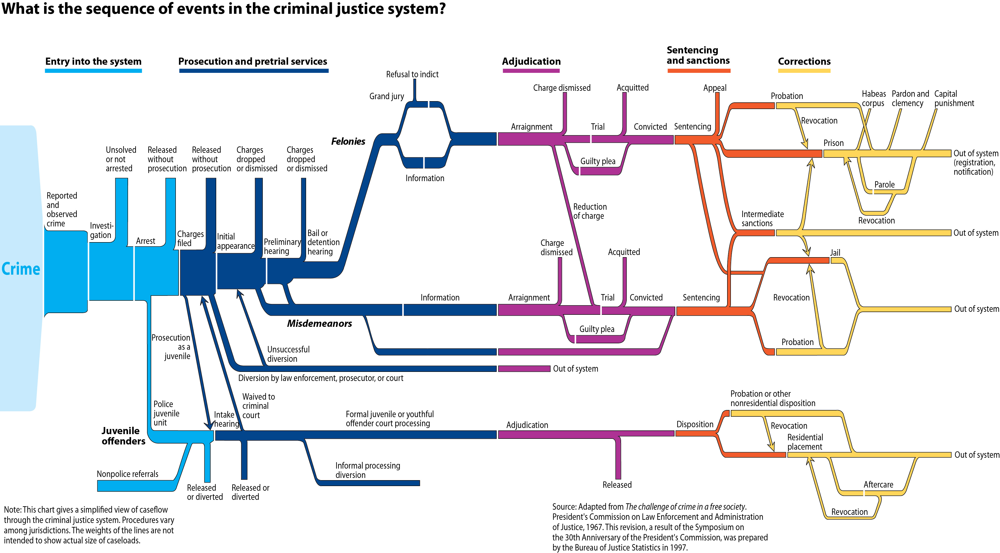 What is the sequence of events in the criminal justice system?
Entry into the system
Prosecution and pretrial services
Adjudication
Sentencing
and sanctions
Corrections
Refusal to indict
Grand jury
Charge dismissed
Acquitted
Appeal
Probation
Habeas
corpus
Pardon and
clemency
Capital
punishment
Revocation
Arraignment
Trial
Convicted
Sentencing
Prison
Felonies
Out of system
(registration,
notification)
Unsolved
or not
arrested
Released
without
prosecution
Released
without
prosecution
Charges
dropped
or dismissed
Charges
dropped
or dismissed
Guilty plea
Information
Parole
Reported
and
observed
crime
Reduction
of charge
Investi-
gation
Arrest
Charges
filed
Initial
appearance
Preliminary
hearing
Bail or
detention
hearing
Intermediate
sanctions
Revocation
Out of system
Crime
Charge
dismissed
Acquitted
Jail
Information
Arraignment
Trial
Convicted
Sentencing
Revocation
Out of system
Misdemeanors
Guilty plea
Prosecution
as a
juvenile
Unsuccessful
diversion
Probation
Out of system
Diversion by law enforcement, prosecutor, or court
Police
juvenile
unit
Waived to
criminal
court
Intake
hearing
Formal juvenile or youthful
offender court processing
Adjudication
Disposition
Probation or other
nonresidential disposition
Revocation
Residential
placement
Juvenile
offenders
Out of system
Nonpolice referrals
Released
or diverted
Released or
diverted
Informal processing
diversion
Released
Aftercare
Revocation
Note: This chart gives a simplified view of caseflow
through the criminal justice system. Procedures vary
among jurisdictions. The weights of the lines are not
intended to show actual size of caseloads.
Source: Adapted from The challenge of crime in a free society.
President's Commission on Law Enforcement and Administration
of Justice, 1967. This revision, a result of the Symposium on
the 30th Anniversary of the President's Commission, was prepared
by the Bureau of Justice Statistics in 1997.